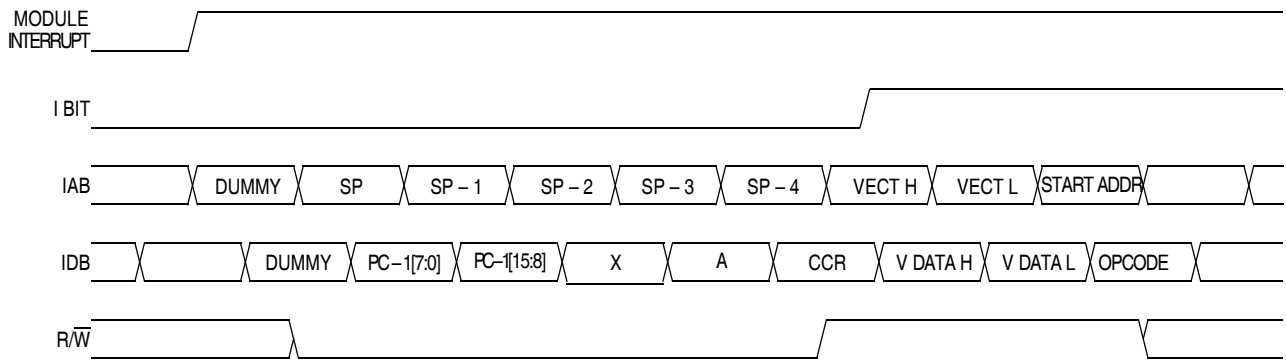 MODULE
INTERRUPT
I BIT
IAB DUMMY SP SP – 1 SP – 2 SP – 3 SP – 4 VECT H VECT L START ADDR
IDB DUMMY PC – 1[7:0] PC–1[15:8] X A CCR V DATA H V DATA L OPCODE
R/W̅